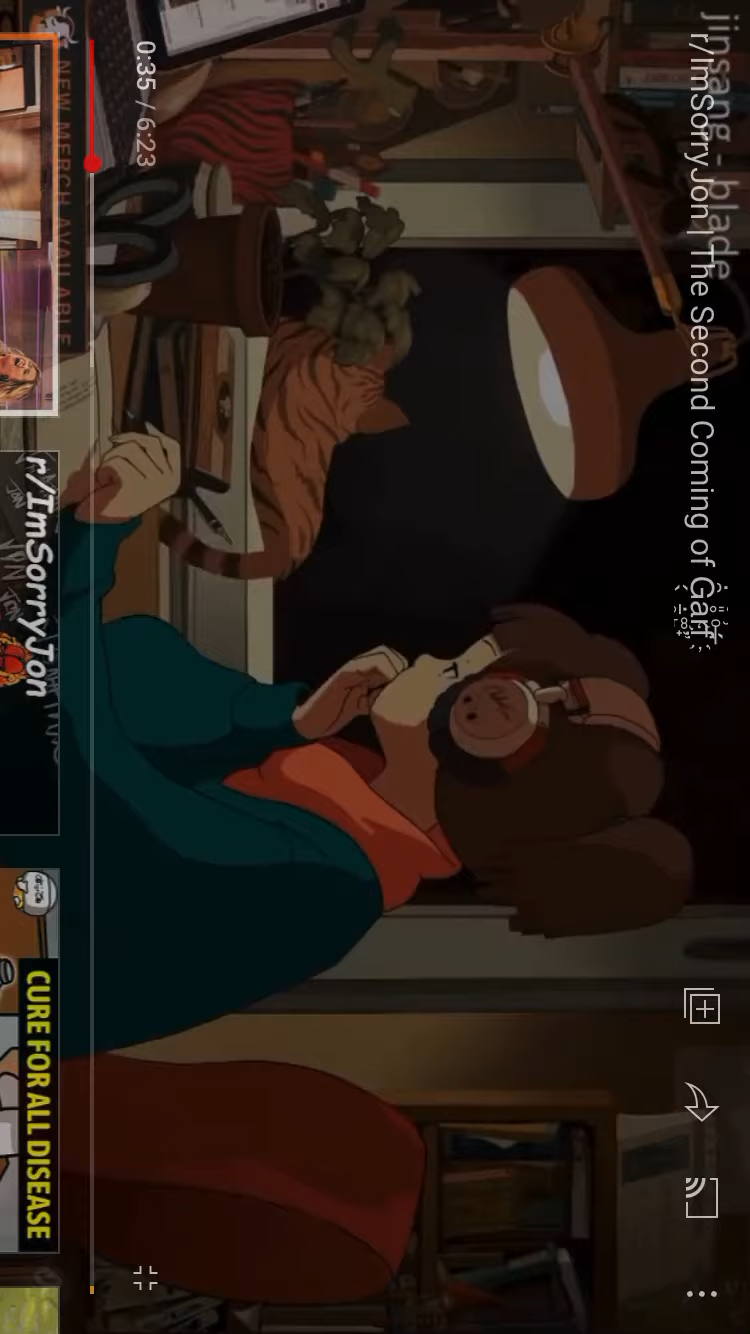 jinsang - blade
r/ImSorryJon | The Second Coming of Garf
0:35 / 6:23
NEW MERCH AVAILABLE
r/ImSorryJon
CURE FOR ALL DISEASE